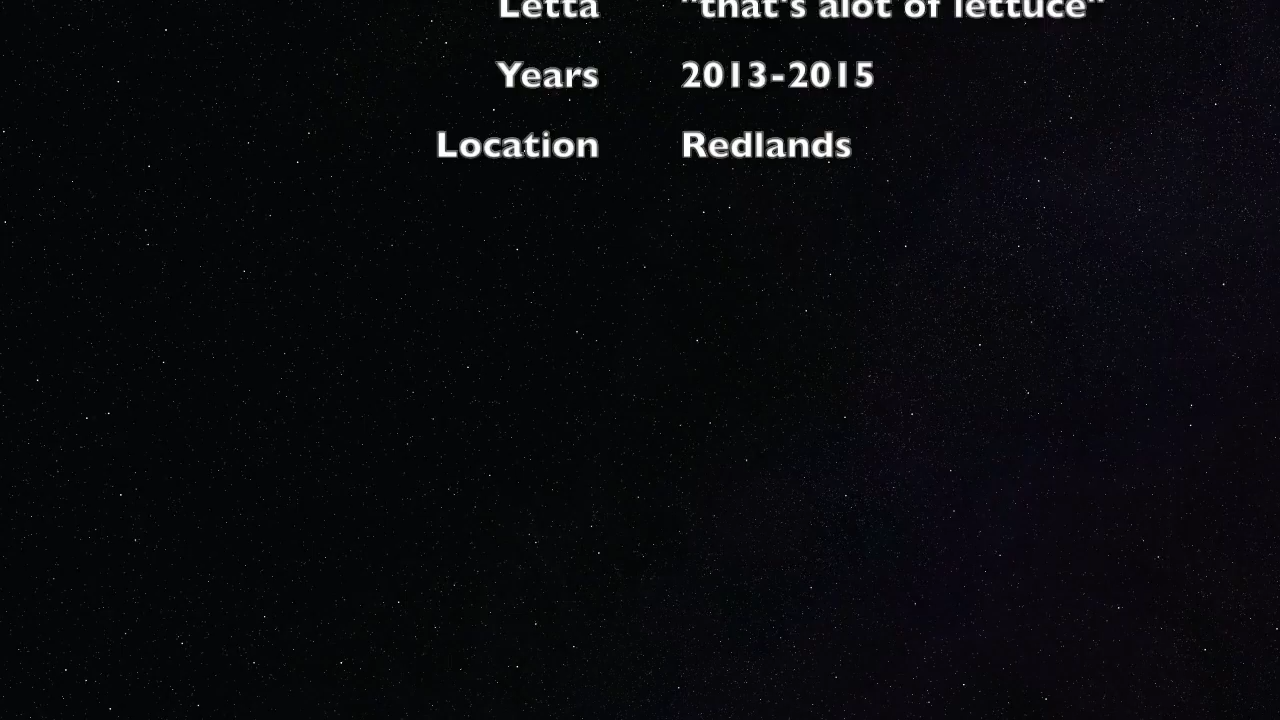 Letta "that's alot of lettuce"
Years 2013-2015
Location Redlands